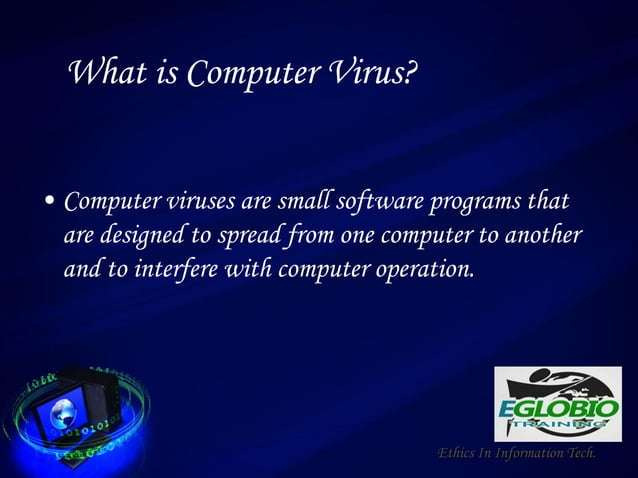 What is Computer Virus?
• Computer viruses are small software programs that
are designed to spread from one computer to another
and to interfere with computer operation.
EGLOBIO
TRAINING
Ethics In Information Tech.